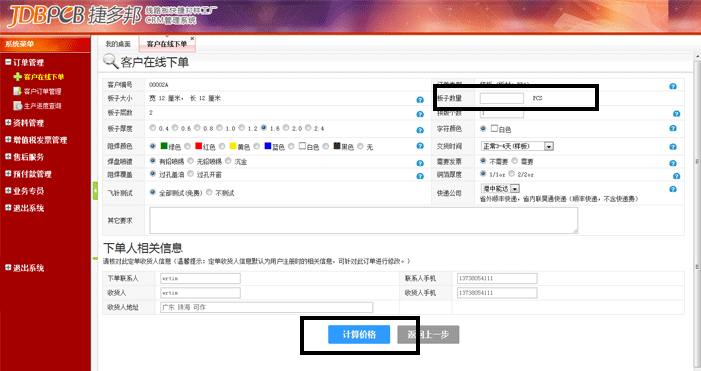 JDBPCB 捷多邦 线路板快捷打样工厂
CRM管理系统
系统菜单
订单管理
客户在线下单
客户订单管理
生产进度查询
资料管理
增值税发票管理
售后服务
预付款管理
业务专员
退出系统
退出系统
我的桌面 客户在线下单 ×
客户在线下单
客户编号 00002A
板子大小 宽 12 厘米, 长 12 厘米 板子数量 PCS
板子层数 2 1
板子厚度 0.4 0.6 0.8 1.0 1.2 1.6 2.0 2.4 字符颜色 白色
阻焊颜色 绿色 红色 黄色 蓝色 白色 黑色 无 交货时间 正常3-4天(样板)
焊盘喷镀 有铅喷锡 无铅喷锡 沉金 需要发票 不需要 需要
阻焊覆盖 过孔盖油 过孔开窗 铜箔厚度 1/1oz 2/2oz
飞针测试 全部测试(免费) 不测试 快递公司
省外顺丰快递,省内联昊通快递(顺丰快递,不含快递费)
其它要求
下单人相关信息
请核对此定单收货人信息(温馨提示:定单收货人信息默认为用户注册时的相关信息,可针对此订单进行修改。)
下单联系人 wrtim 联系人手机 13738054111
收货人 wrtim 收货人手机 13738054111
收货人地址 广东 珠海 可作
计算价格 返回上一步